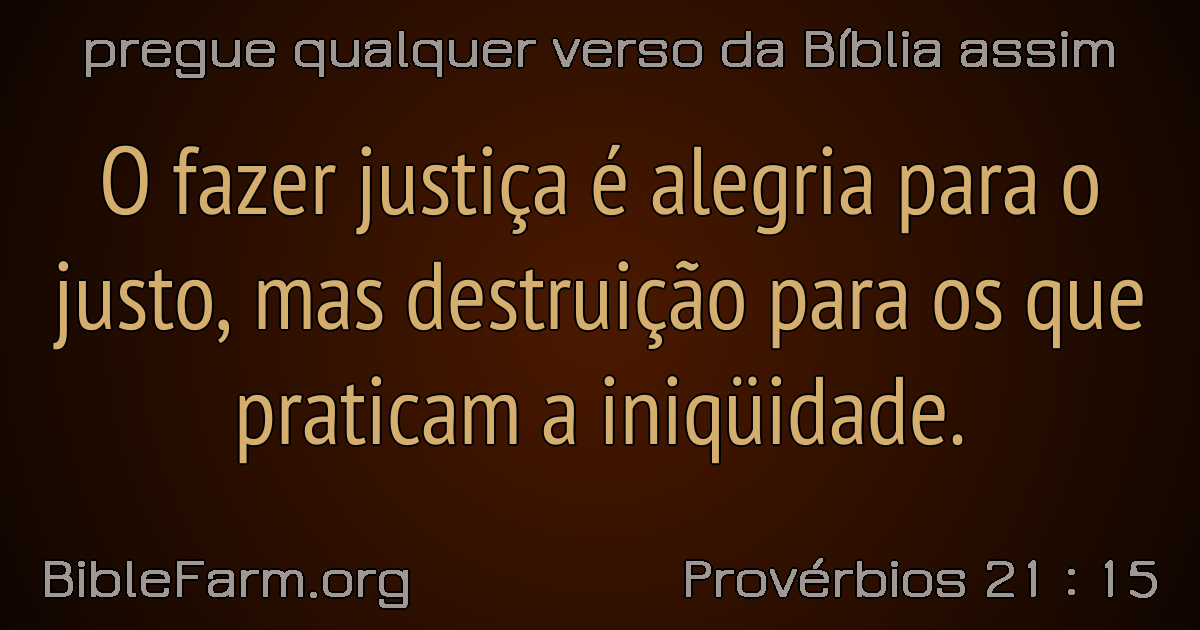 pregue qualquer verso da Bíblia assim
O fazer justiça é alegria para o
justo, mas destruição para os que
praticam a iniqüidade.
BibleFarm.org
Provérbios 21 : 15